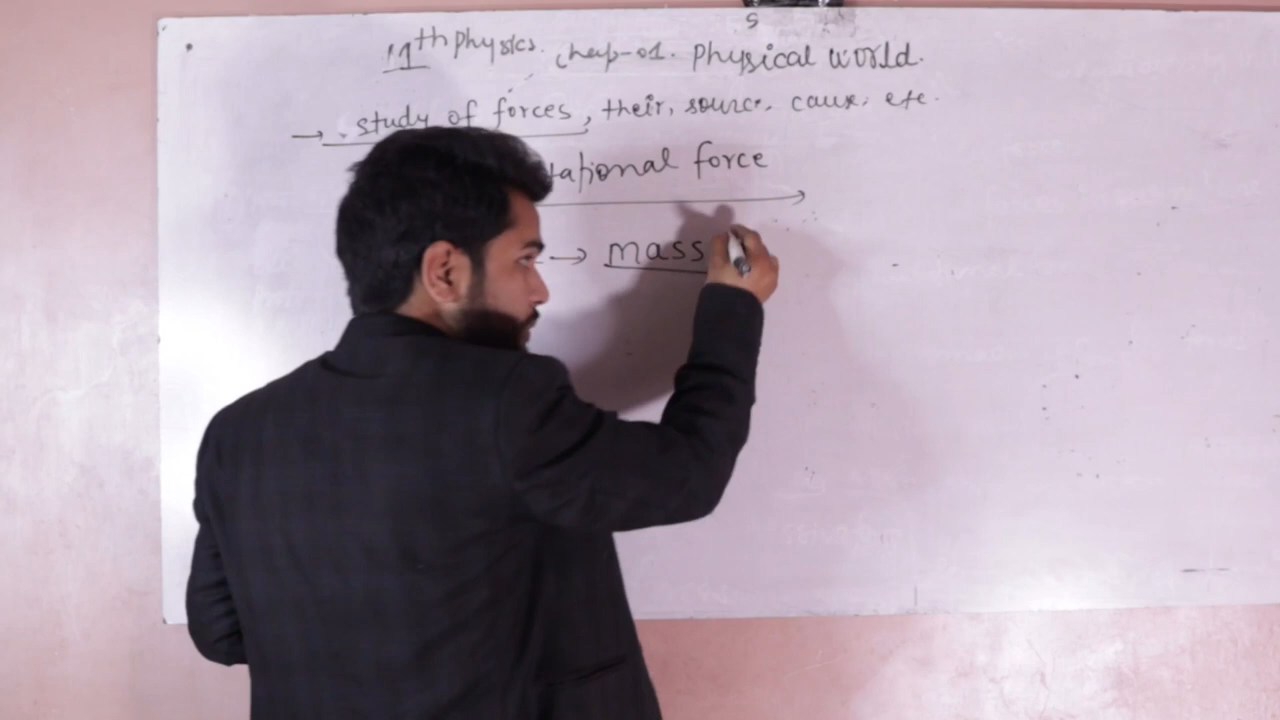 s
11th physics. chap-01. Physical world.
→ study of forces, their, source, cause, etc.
tational force
→ mass